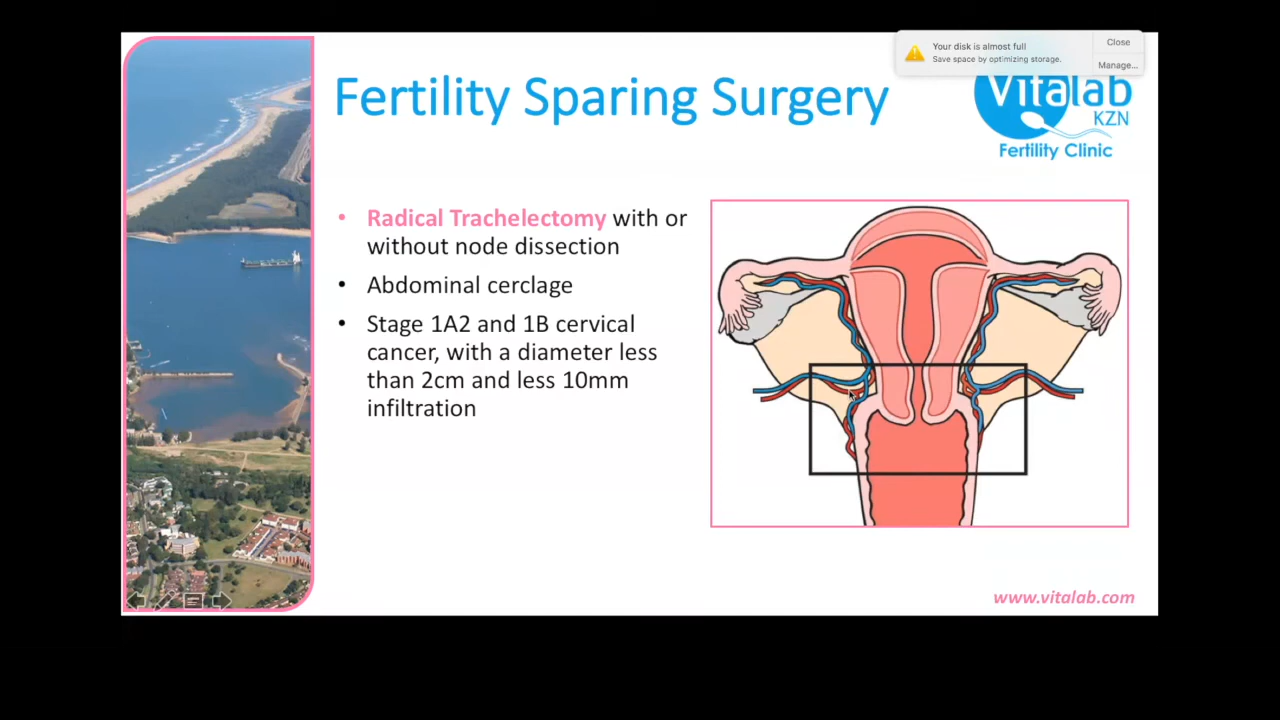 Your disk is almost full
Save space by optimizing storage.
Close
Manage...
Fertility Sparing Surgery
Vitalab
KZN
Fertility Clinic
• Radical Trachelectomy with or
without node dissection
• Abdominal cerclage
• Stage 1A2 and 1B cervical
cancer, with a diameter less
than 2cm and less 10mm
infiltration
www.vitalab.com